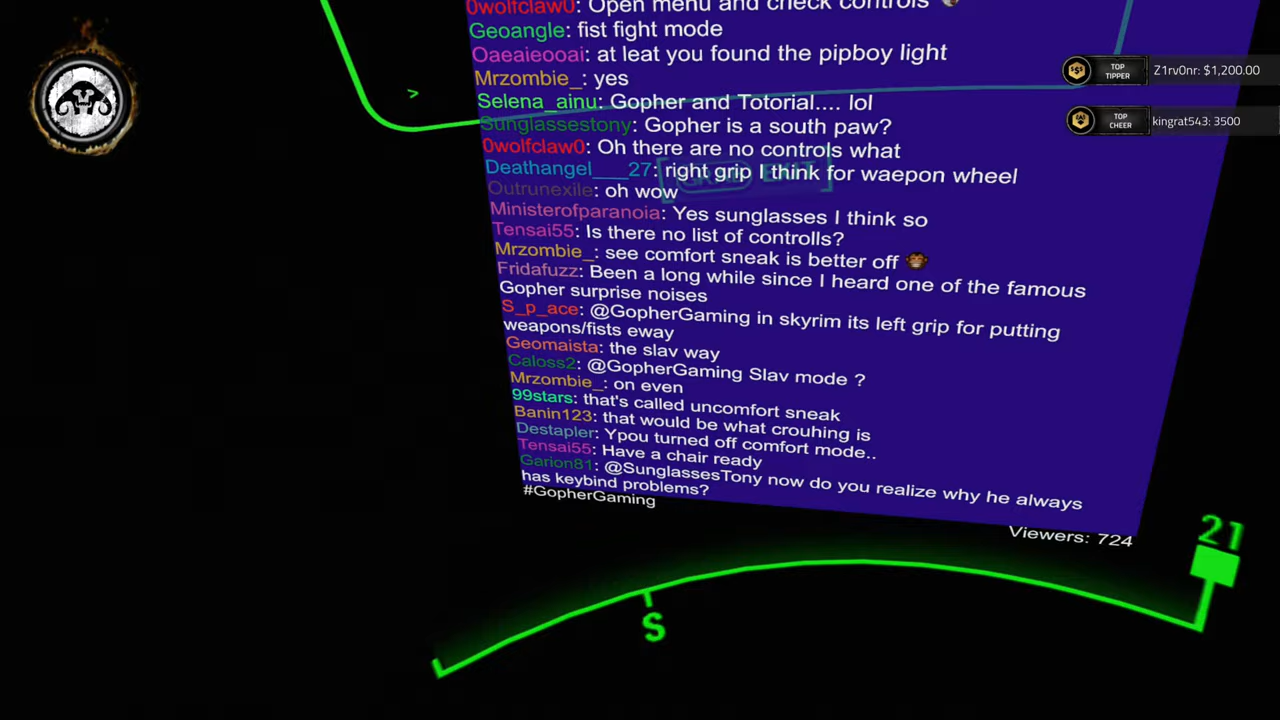 0wolfclaw0: Open menu and check controls
Geoangle: fist fight mode
Oaeaieooai: at leat you found the pipboy light
Mrzombie_: yes
>
Selena_ainu: Gopher and Totorial.... lol
Sunglassestony: Gopher is a south paw?
0wolfclaw0: Oh there are no controls what
Deathangel___27: right grip I think for waepon wheel
EXIT
Outrunexile: oh wow
Ministerofparanoia: Yes sunglasses I think so
Tensai55: Is there no list of controlls?
Mrzombie_: see comfort sneak is better off
Fridafuzz: Been a long while since I heard one of the famous
Gopher surprise noises
S_p_ace: @GopherGaming in skyrim its left grip for putting
weapons/fists eway
Geomaista: the slav way
Caloss2: @GopherGaming Slav mode ?
Mrzombie_: on even
99stars: that's called uncomfort sneak
Banin123: that would be what crouhing is
Destapler: Ypou turned off comfort mode..
Tensai55: Have a chair ready
Garion81: @SunglassesTony now do you realize why he always
has keybind problems?
#GopherGaming
Viewers: 724
TOP
TIPPER
Z1rv0nr: $1,200.00
TOP
CHEER
kingrat543: 3500
21
S